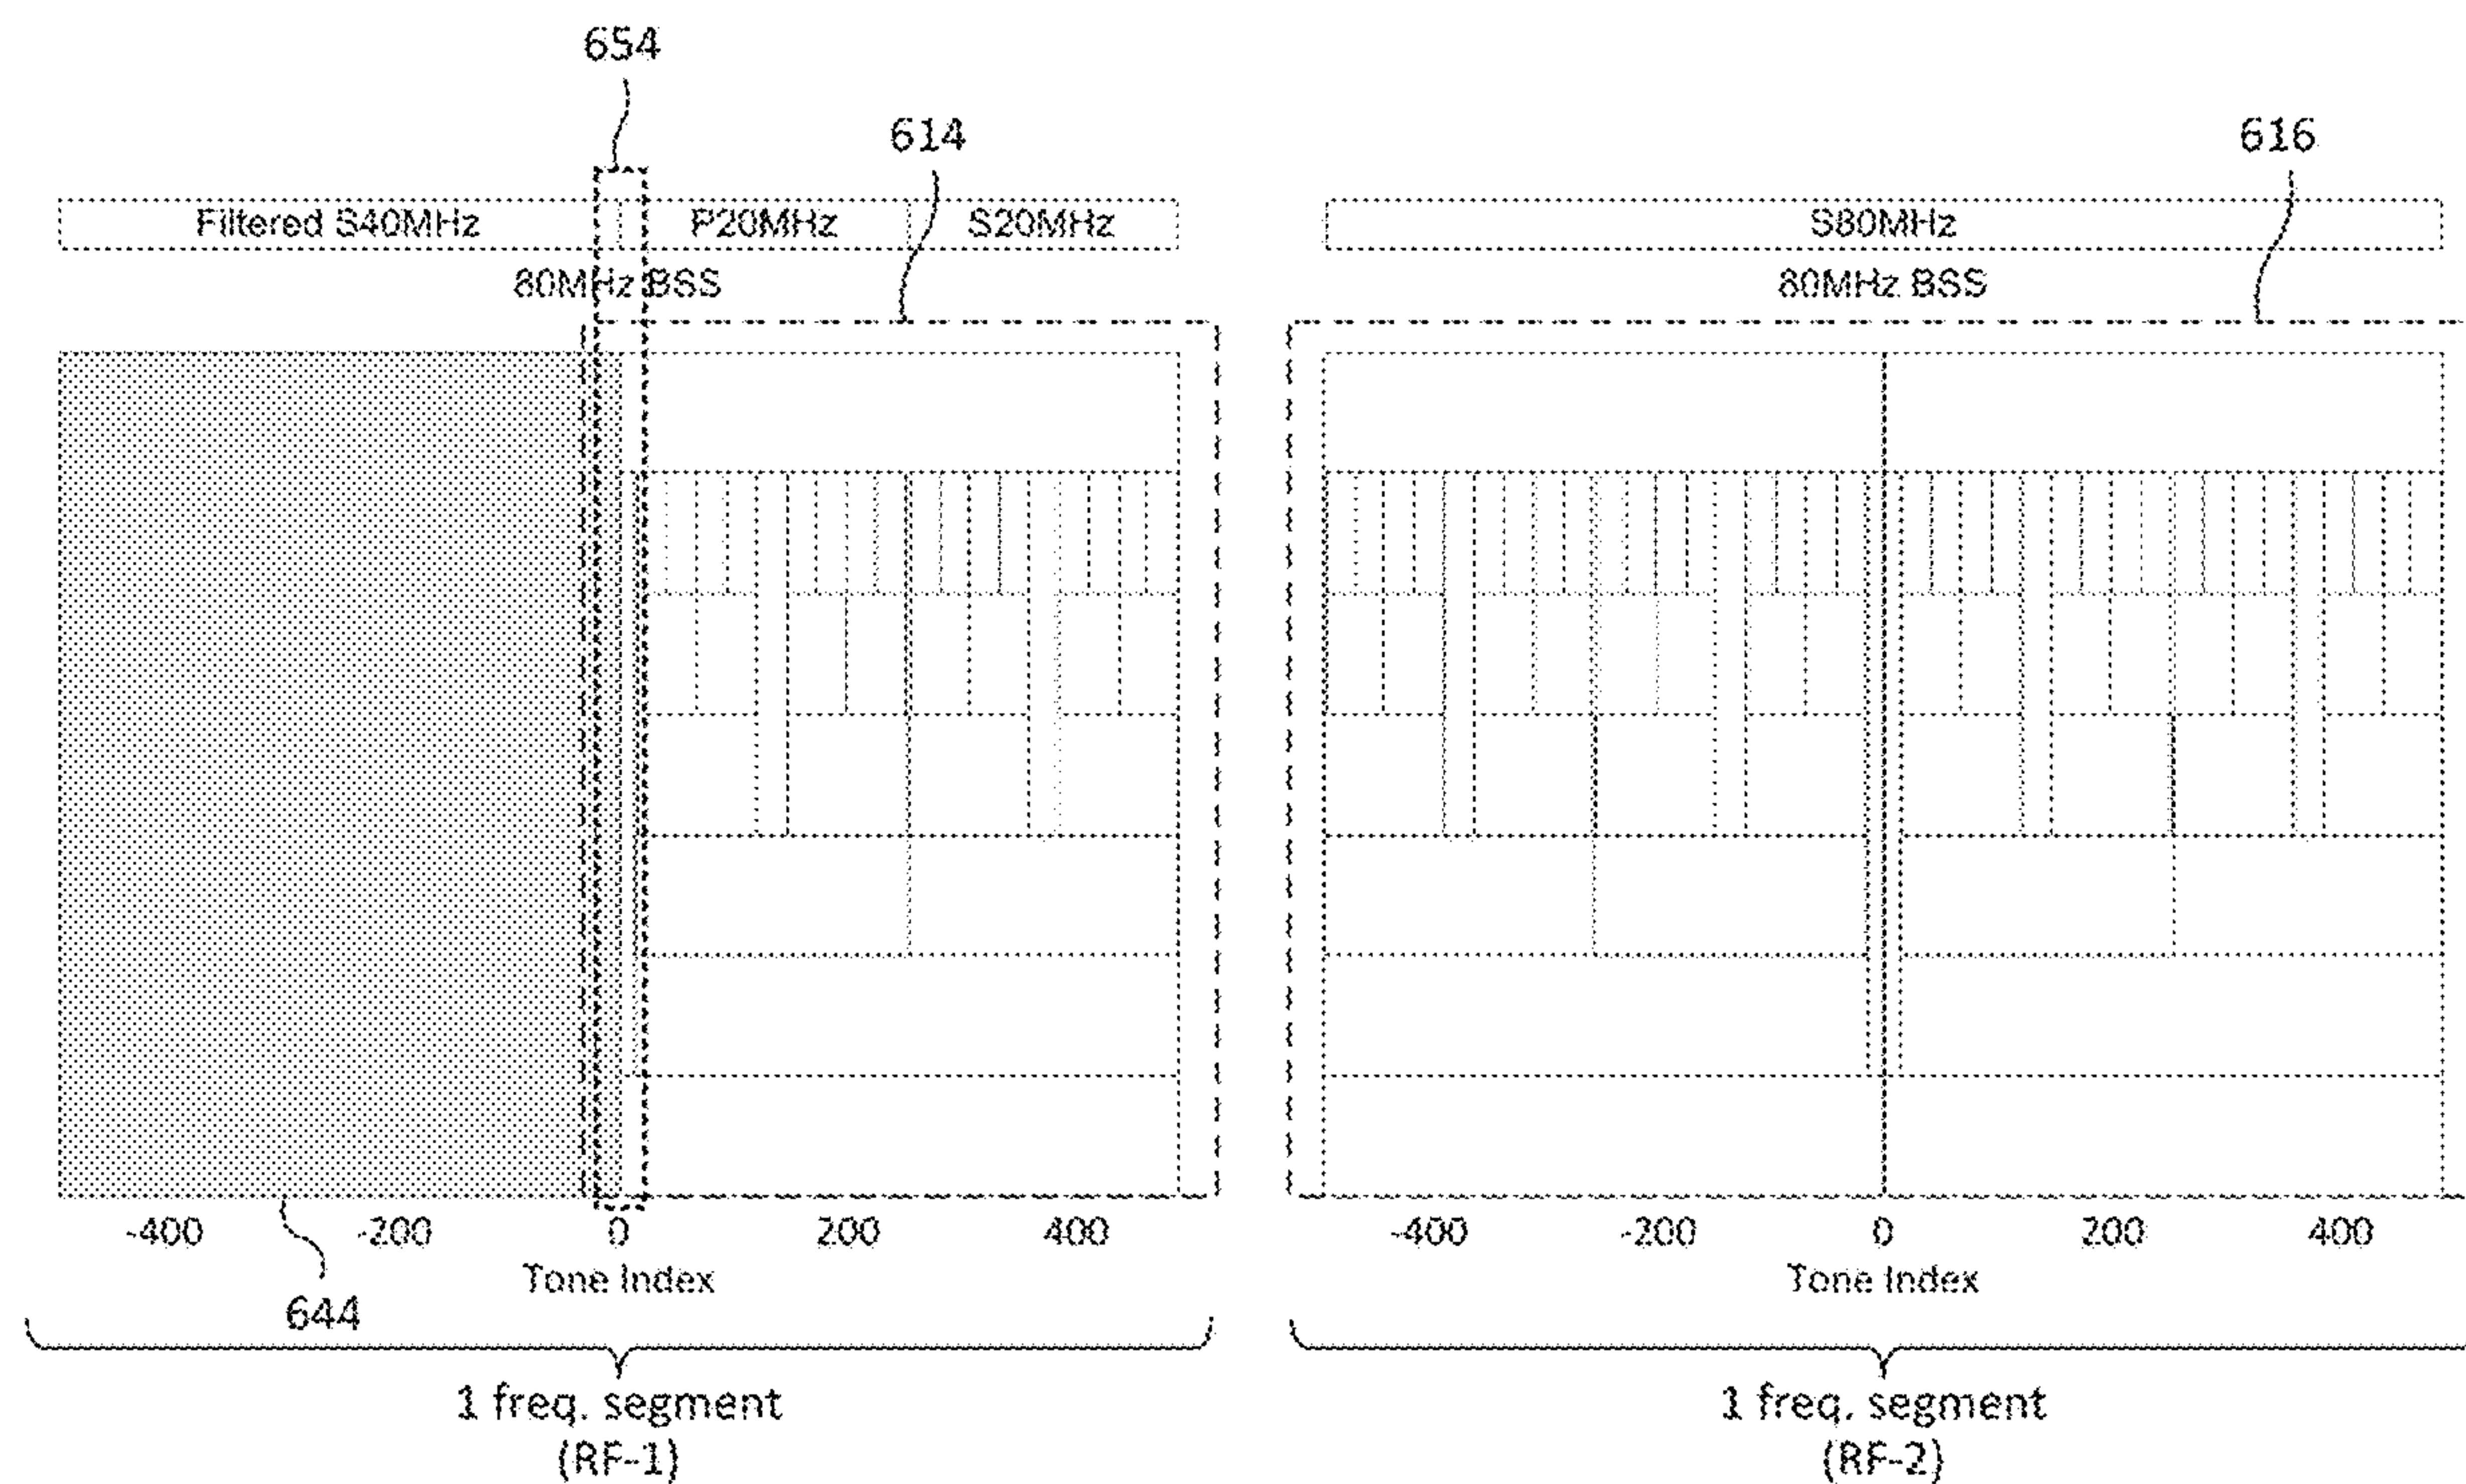 654
614
616
Filtered S40MHz P20MHz S20MHz S80MHz
80MHz BSS 80MHz BSS
-400 -200 0 200 400 -400 -200 0 200 400
Tone Index Tone Index
644
1 freq. segment 1 freq. segment
(RF-1) (RF-2)